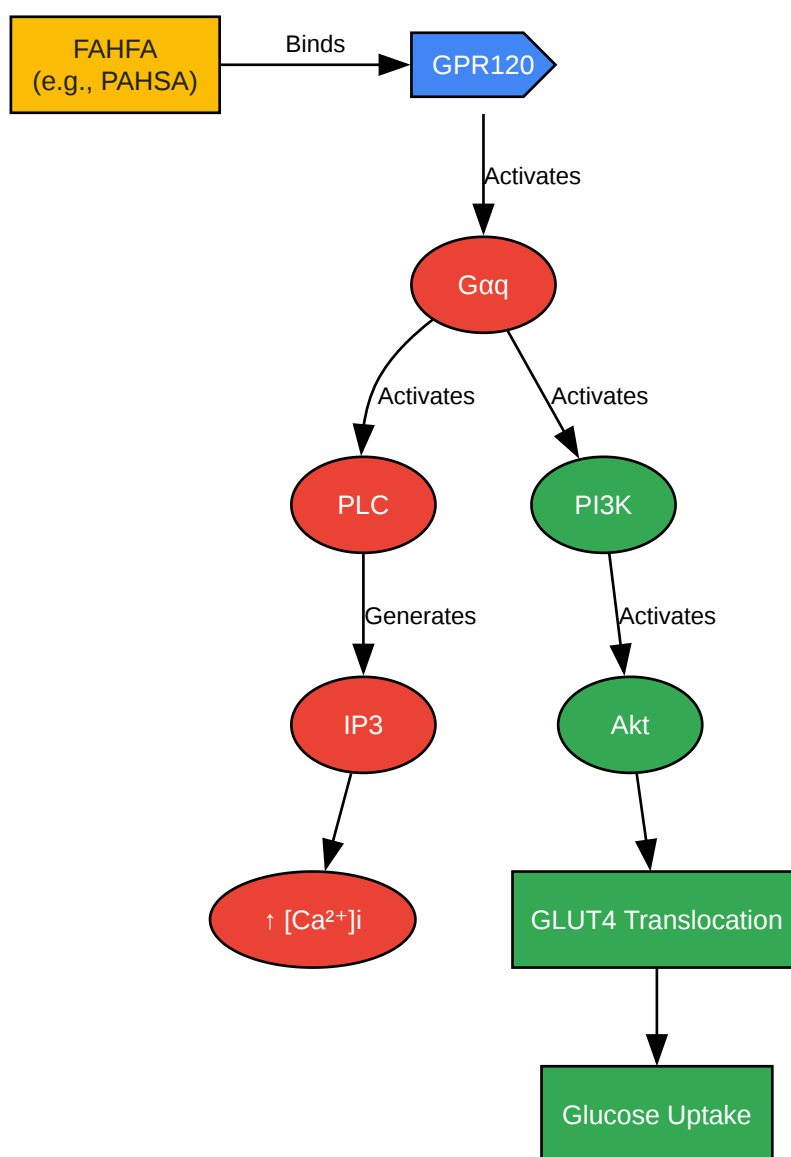 FAHFA
(e.g., PAHSA)
Binds
GPR120
Activates
Gαq
Activates
Activates
PLC
PI3K
Generates
Activates
IP3
Akt
↑ [Ca²⁺]i
GLUT4 Translocation
Glucose Uptake